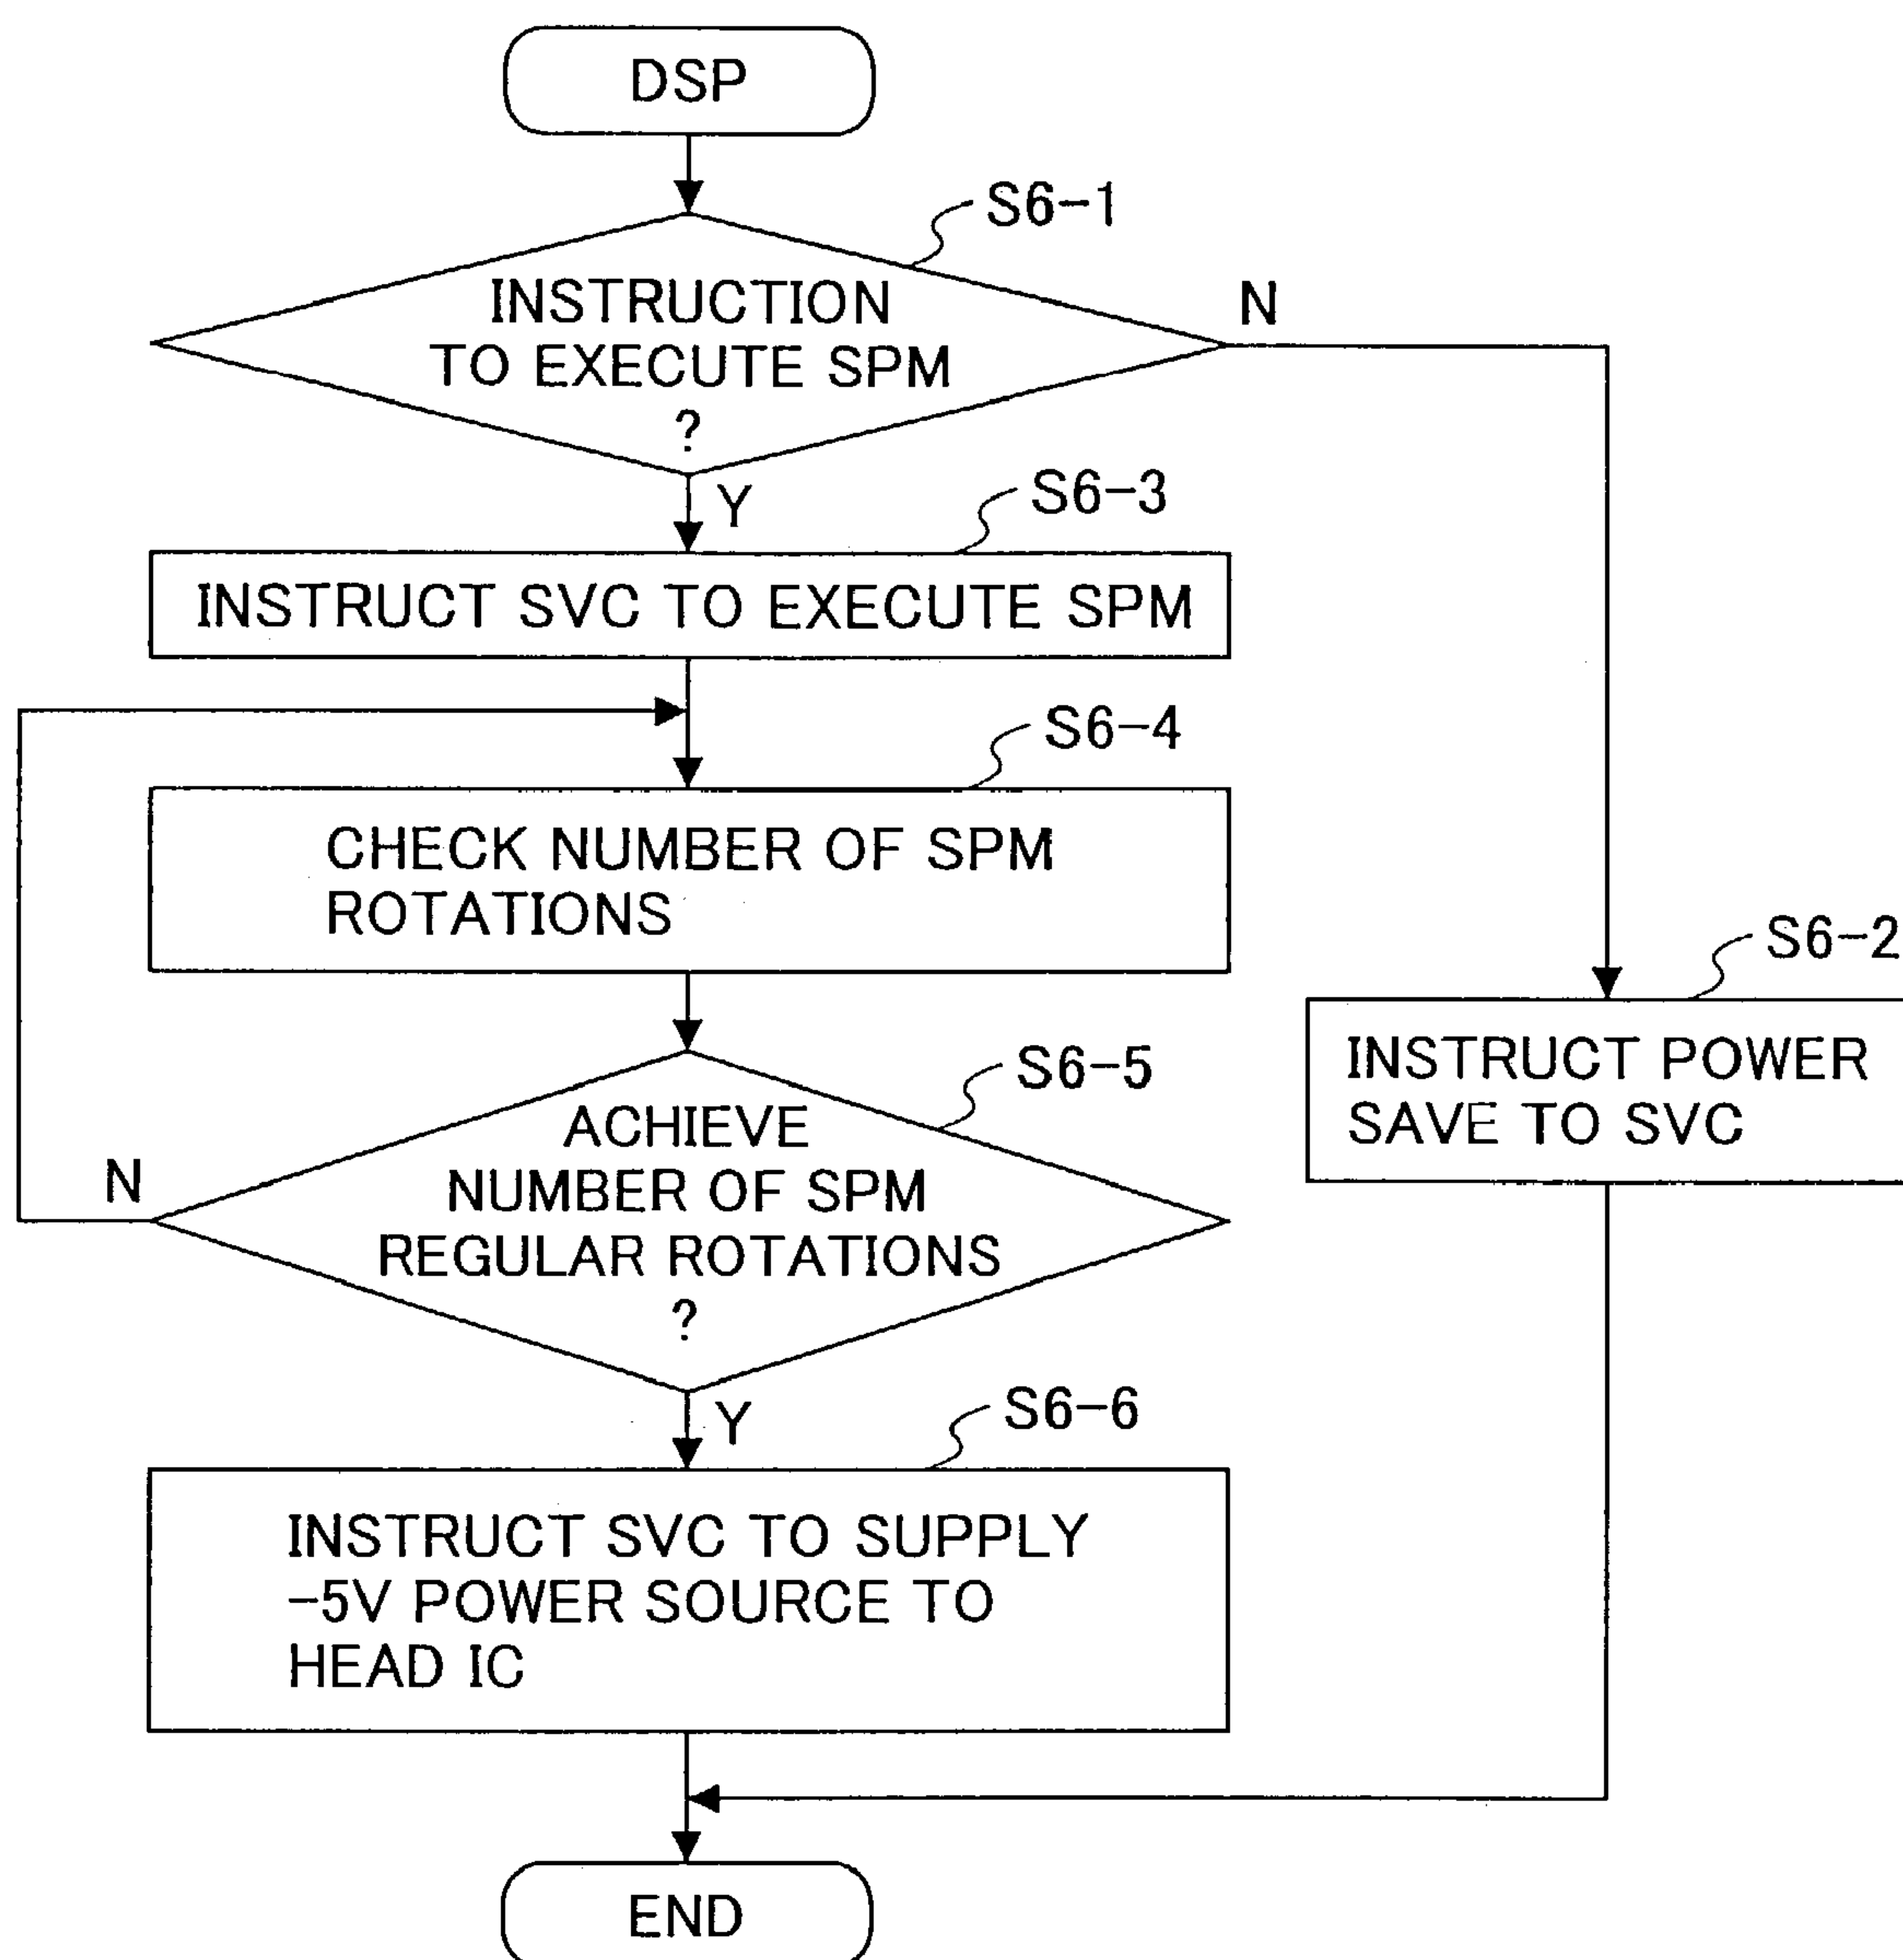 DSP
S6-1
INSTRUCTION
TO EXECUTE SPM
?
N
Y
S6-3
INSTRUCT SVC TO EXECUTE SPM
S6-4
CHECK NUMBER OF SPM
ROTATIONS
S6-2
INSTRUCT POWER
SAVE TO SVC
S6-5
ACHIEVE
NUMBER OF SPM
REGULAR ROTATIONS
?
N
Y
S6-6
INSTRUCT SVC TO SUPPLY
-5V POWER SOURCE TO
HEAD IC
END